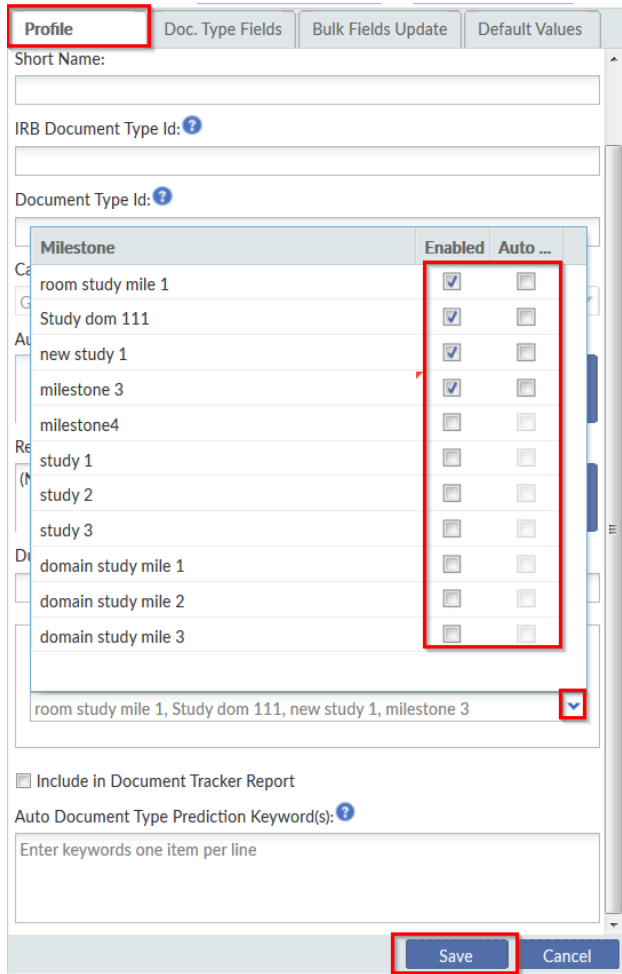 Profile
Doc. Type Fields
Bulk Fields Update
Default Values
Short Name:
IRB Document Type Id:
Document Type Id:
Milestone Enabled Auto ...
Ca
room study mile 1
G
Study dom 111
Au
new study 1
milestone 3
milestone4
Re
study 1
(N
study 2
study 3
Du
domain study mile 1
domain study mile 2
domain study mile 3
room study mile 1, Study dom 111, new study 1, milestone 3
Include in Document Tracker Report
Auto Document Type Prediction Keyword(s):
Enter keywords one item per line
Save
Cancel